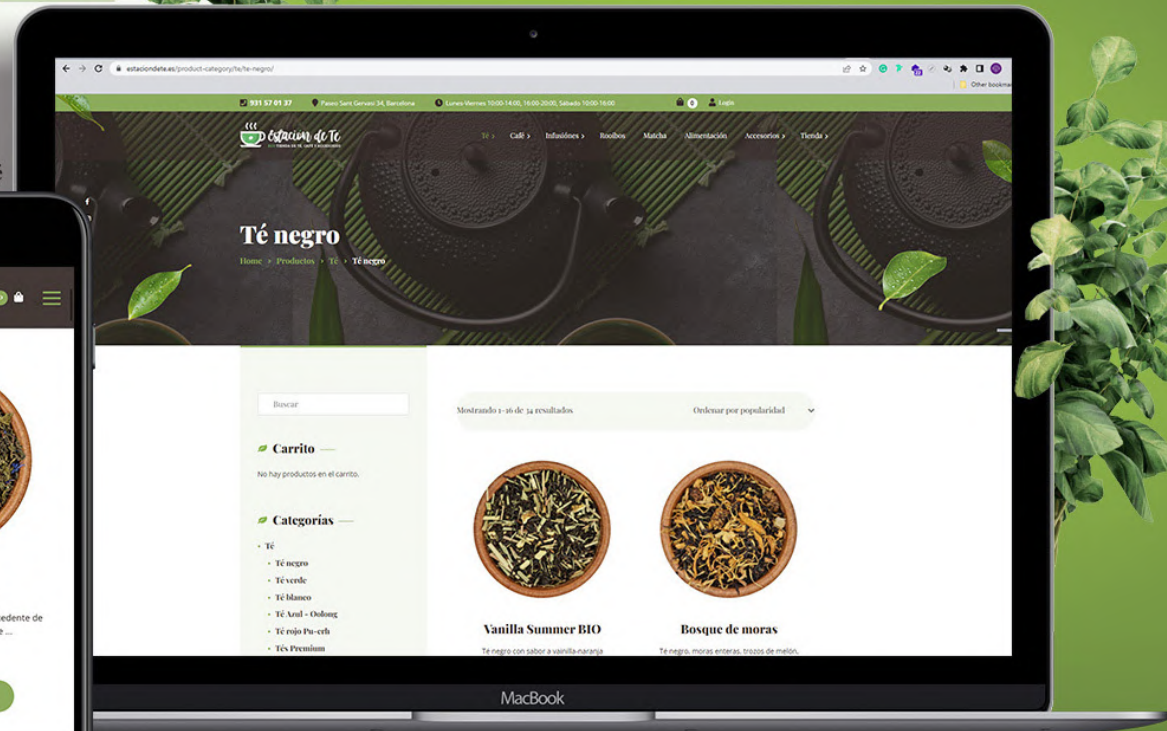 estaciondete.es/product-category/te/te-negro/
Other bookma
931 57 01 37
Paseo Sant Gervasi 34, Barcelona
Lunes-Viernes 10:00-14:00, 16:00-20:00, Sábado 10:00-16:00
0
Login
Estacion de Te
Té >
Café >
Infusiónes >
Rooibos
Matcha
Alimentación
Accesorios >
Tienda >
Té negro
Home > Productos > Té > Té negro
Buscar
Mostrando 1–16 de 34 resultados
Ordenar por popularidad
Carrito
No hay productos en el carrito.
Categorías
Té
Té negro
Té verde
Té blanco
Té Azul - Oolong
Té rojo Pu-erh
Tés Premium
Vanilla Summer BIO
Té negro con sabor a vainilla-naranja
Bosque de moras
Té negro, moras enteras, trozos de melón,
edente de
e ...
MacBook